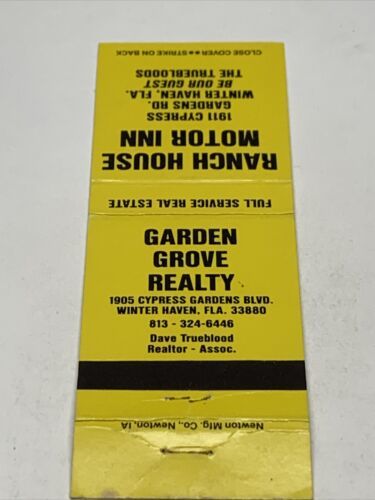 CLOSE COVER ★★ STRIKE ON BACK
RANCH HOUSE
MOTOR INN
1911 CYPRESS
GARDENS RD.
WINTER HAVEN, FLA.
BE OUR GUEST
THE TRUEBLOODS
FULL SERVICE REAL ESTATE
GARDEN
GROVE
REALTY
1905 CYPRESS GARDENS BLVD.
WINTER HAVEN, FLA. 33880
813 - 324-6446
Dave Trueblood
Realtor - Assoc.
Newton Mfg. Co., Newton, IA